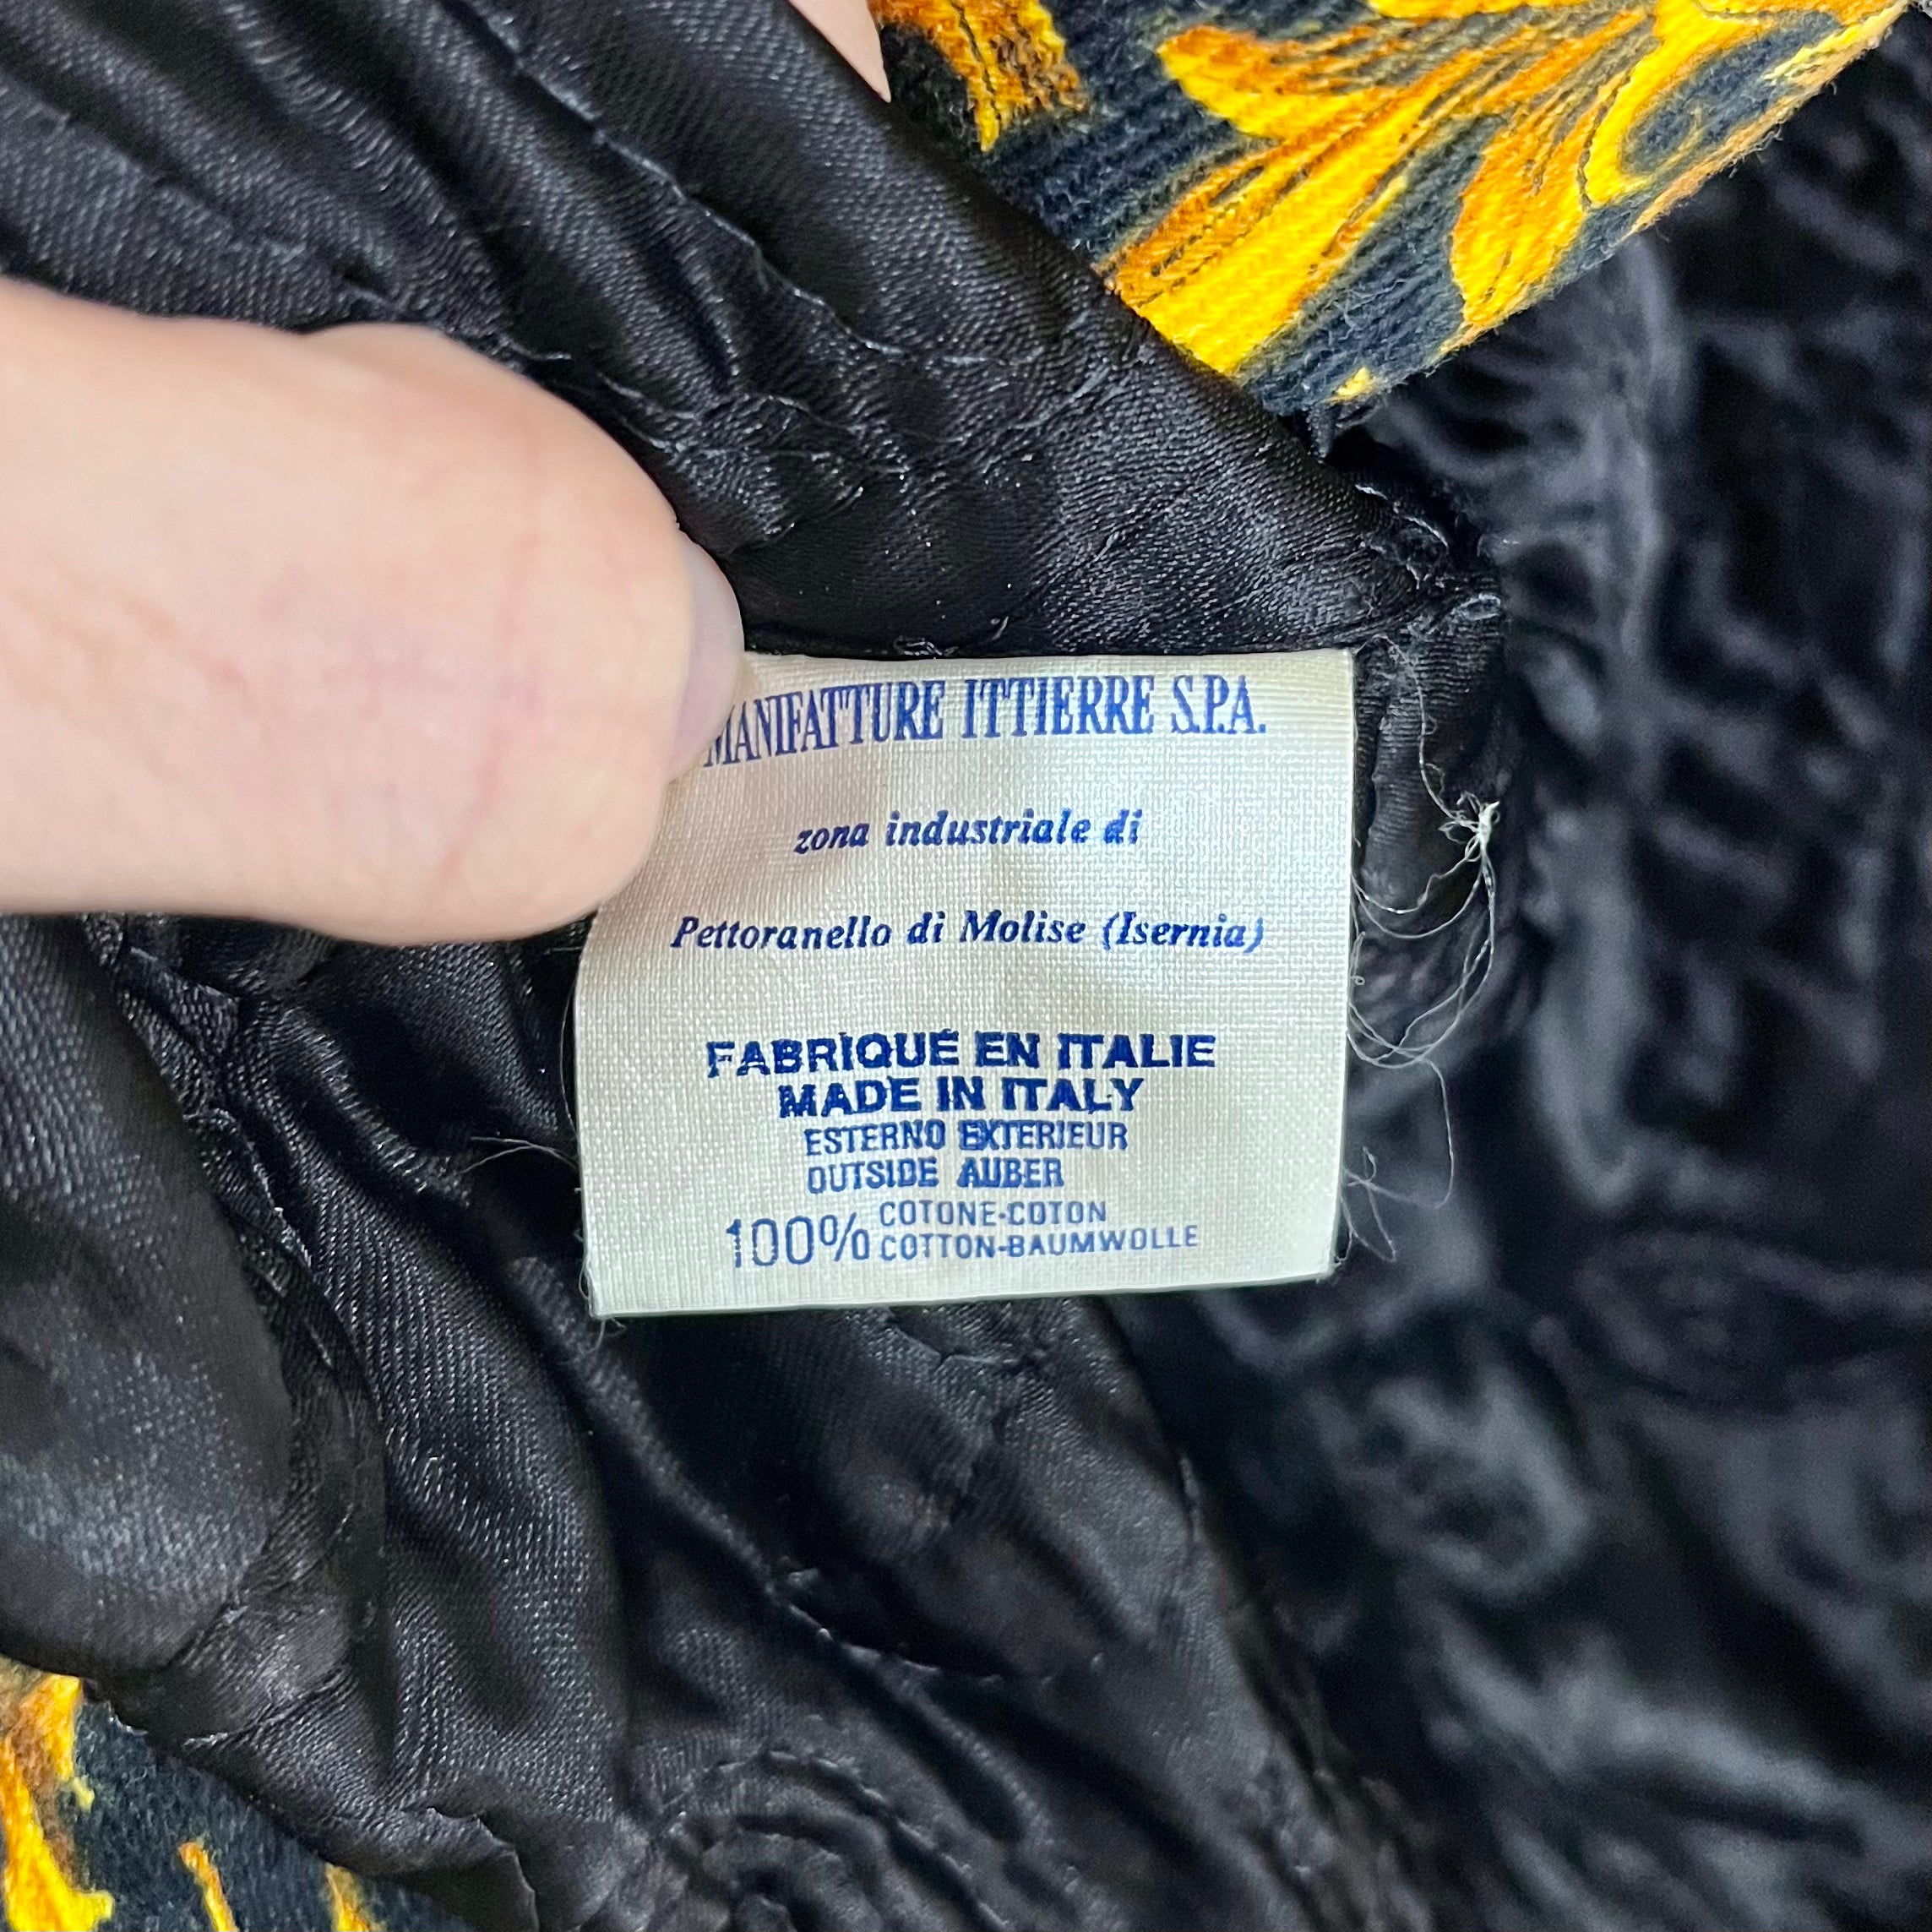 MANIFATTURE ITTIERRE S.P.A.
zona industriale di
Pettoranello di Molise (Isernia)
FABRIQUÉ EN ITALIE
MADE IN ITALY
ESTERNO EXTERIEUR
OUTSIDE AUBER
100% COTONE-COTON
COTTON-BAUMWOLLE